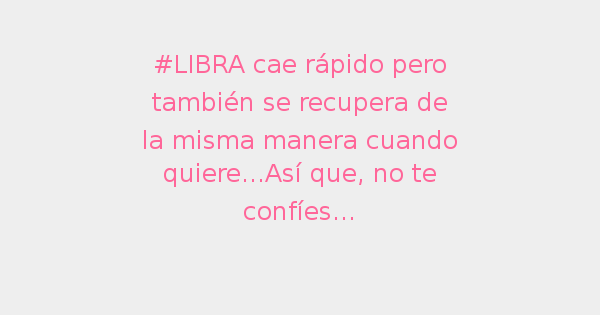 #LIBRA cae rápido pero
también se recupera de
la misma manera cuando
quiere...Así que, no te
confíes...